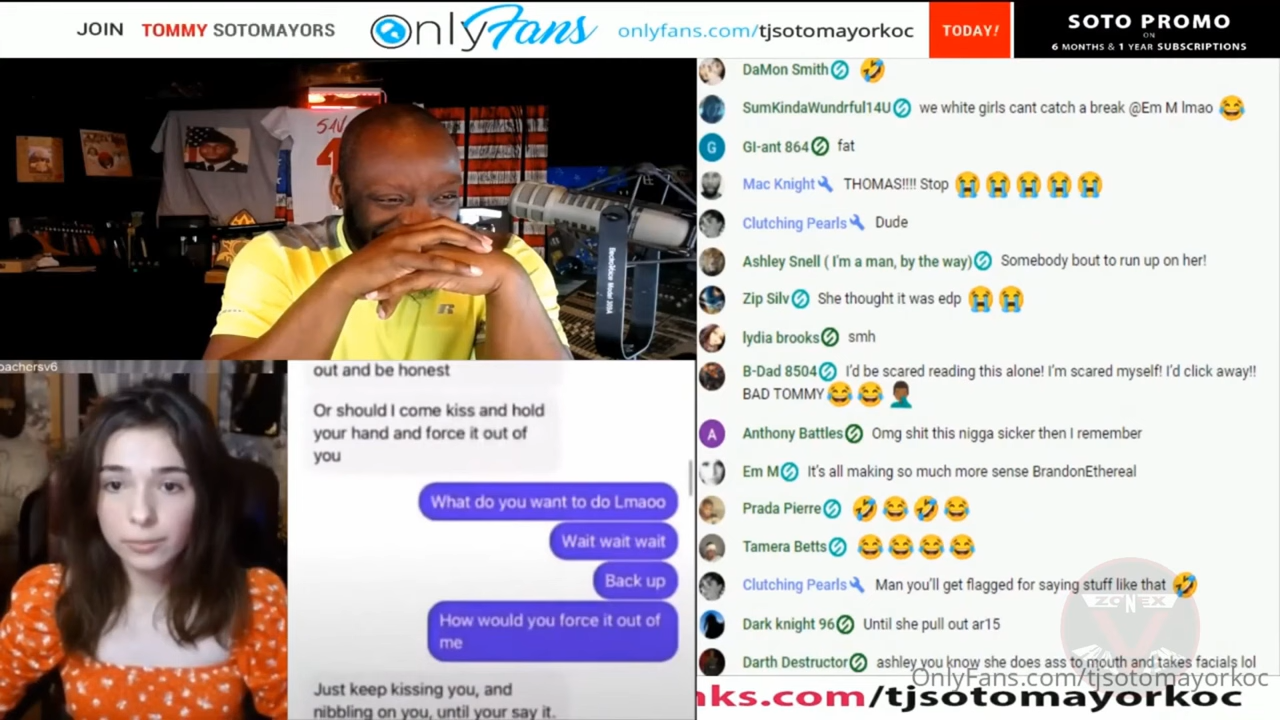 JOIN TOMMY SOTOMAYORS OnlyFans onlyfans.com/tjsotomayorkoc TODAY! SOTO PROMO
ON
6 MONTHS & 1 YEAR SUBSCRIPTIONS
DaMon Smith 🤣
SumKindaWundrful14U we white girls cant catch a break @Em M lmao 😂
G GI-ant 864 fat
Mac Knight THOMAS!!!! Stop 😭😭😭😭😭
Clutching Pearls Dude
Ashley Snell ( I'm a man, by the way) Somebody bout to run up on her!
Zip Silv She thought it was edp 😭😭
lydia brooks smh
B-Dad 8504 I'd be scared reading this alone! I'm scared myself! I'd click away!!
BAD TOMMY 😂😂🤦🏾‍♂️
A Anthony Battles Omg shit this nigga sicker then I remember
Em M It's all making so much more sense BrandonEthereal
Prada Pierre 🤣😂🤣😂
Tamera Betts 😂😂😂😂
Clutching Pearls Man you'll get flagged for saying stuff like that 🤣
Dark knight 96 Until she pull out ar15
Darth Destructor ashley you know she does ass to mouth and takes facials lol
out and be honest
Or should I come kiss and hold
your hand and force it out of
you
What do you want to do Lmaoo
Wait wait wait
Back up
How would you force it out of
me
Just keep kissing you, and
nibbling on you, until your say it.
ZONEX
OnlyFans.com/tjsotomayorkoc
nks.com/tjsotomayorkoc